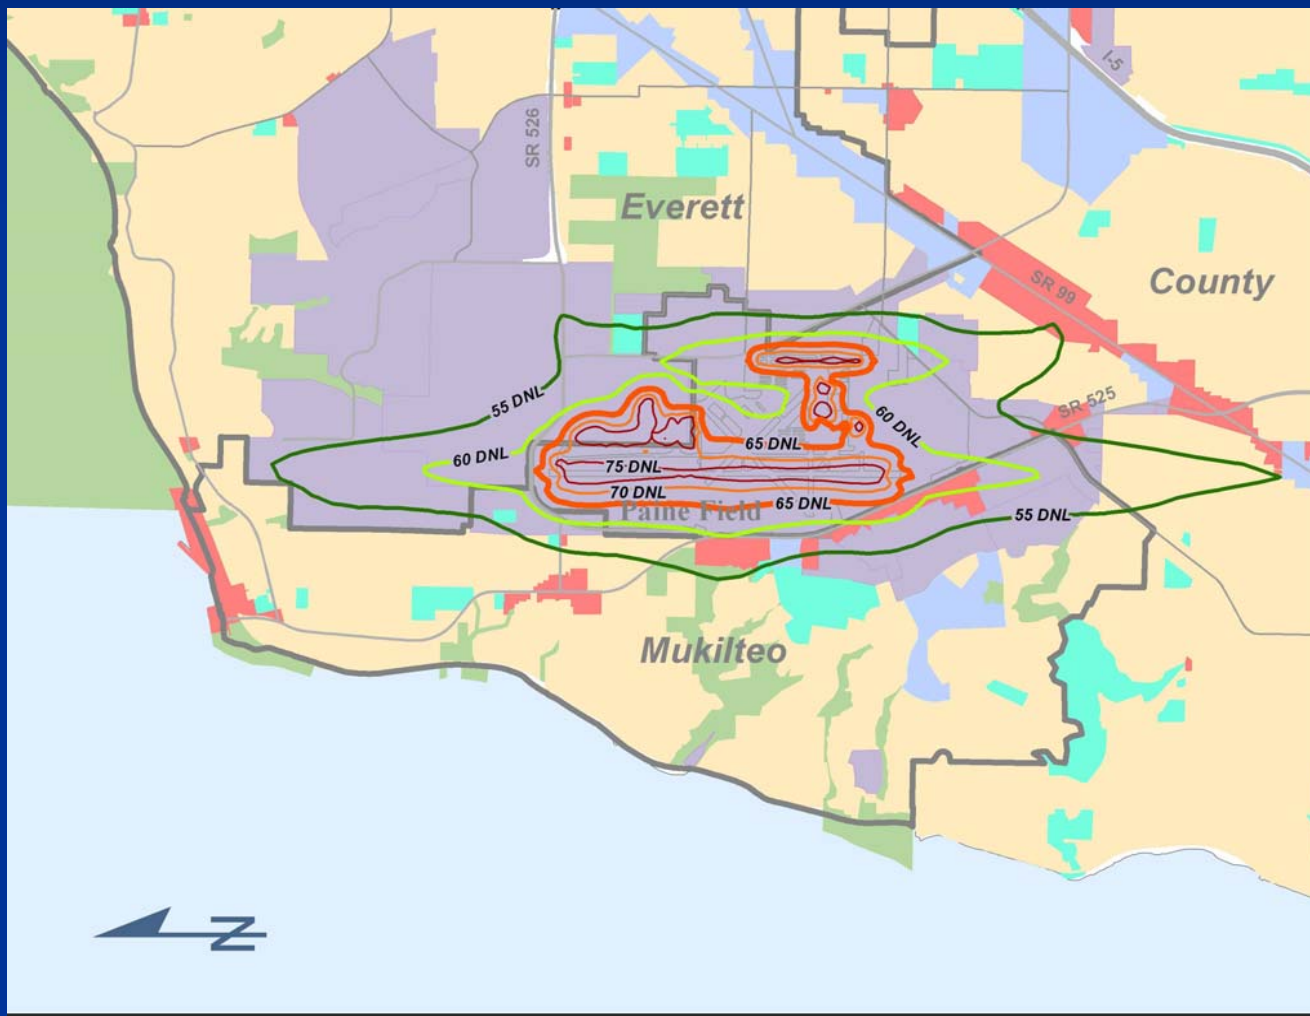 I-5
SR 526
Everett
County
SR 99
55 DNL
SR 525
60 DNL
60 DNL
65 DNL
75 DNL
70 DNL
65 DNL
Paine Field
55 DNL
Mukilteo
N